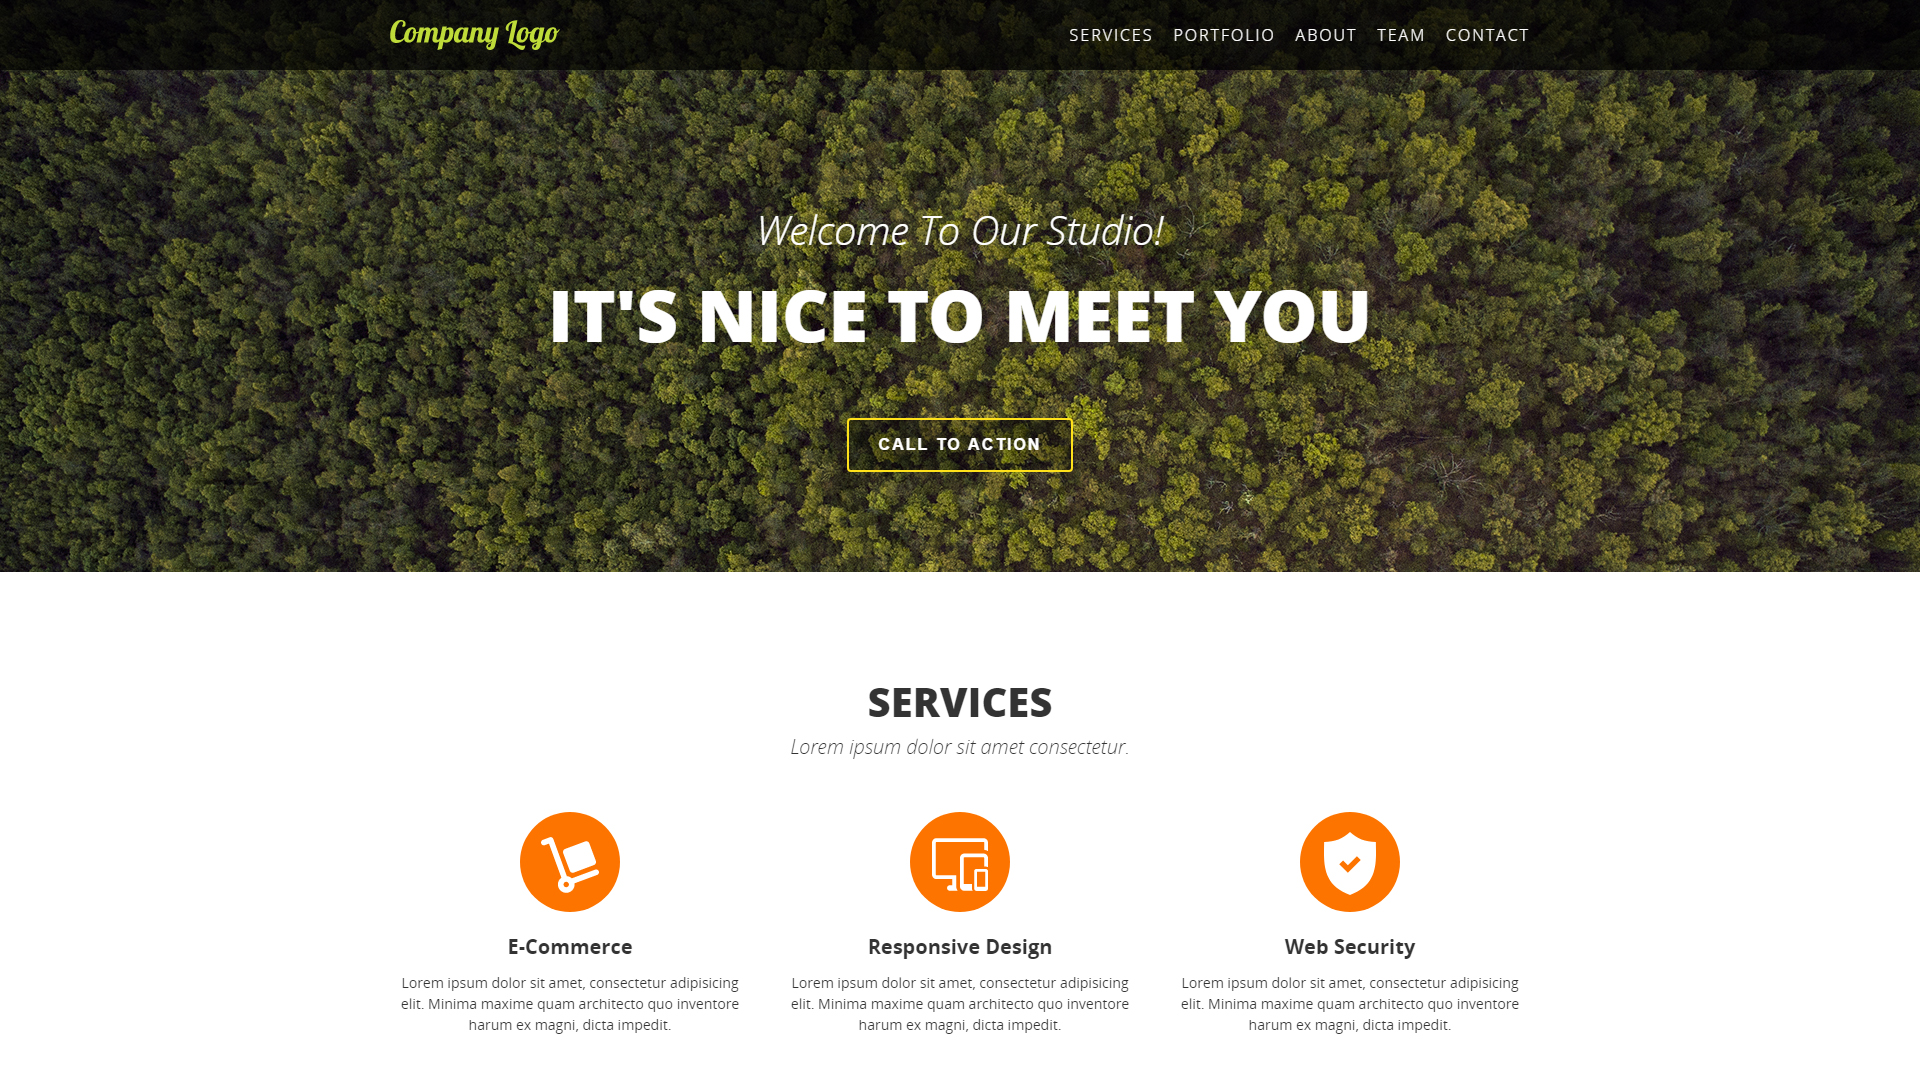 Company Logo
SERVICES PORTFOLIO ABOUT TEAM CONTACT
Welcome To Our Studio!
IT'S NICE TO MEET YOU
CALL TO ACTION
SERVICES
Lorem ipsum dolor sit amet consectetur.
E-Commerce
Lorem ipsum dolor sit amet, consectetur adipisicing
elit. Minima maxime quam architecto quo inventore
harum ex magni, dicta impedit.
Responsive Design
Lorem ipsum dolor sit amet, consectetur adipisicing
elit. Minima maxime quam architecto quo inventore
harum ex magni, dicta impedit.
Web Security
Lorem ipsum dolor sit amet, consectetur adipisicing
elit. Minima maxime quam architecto quo inventore
harum ex magni, dicta impedit.